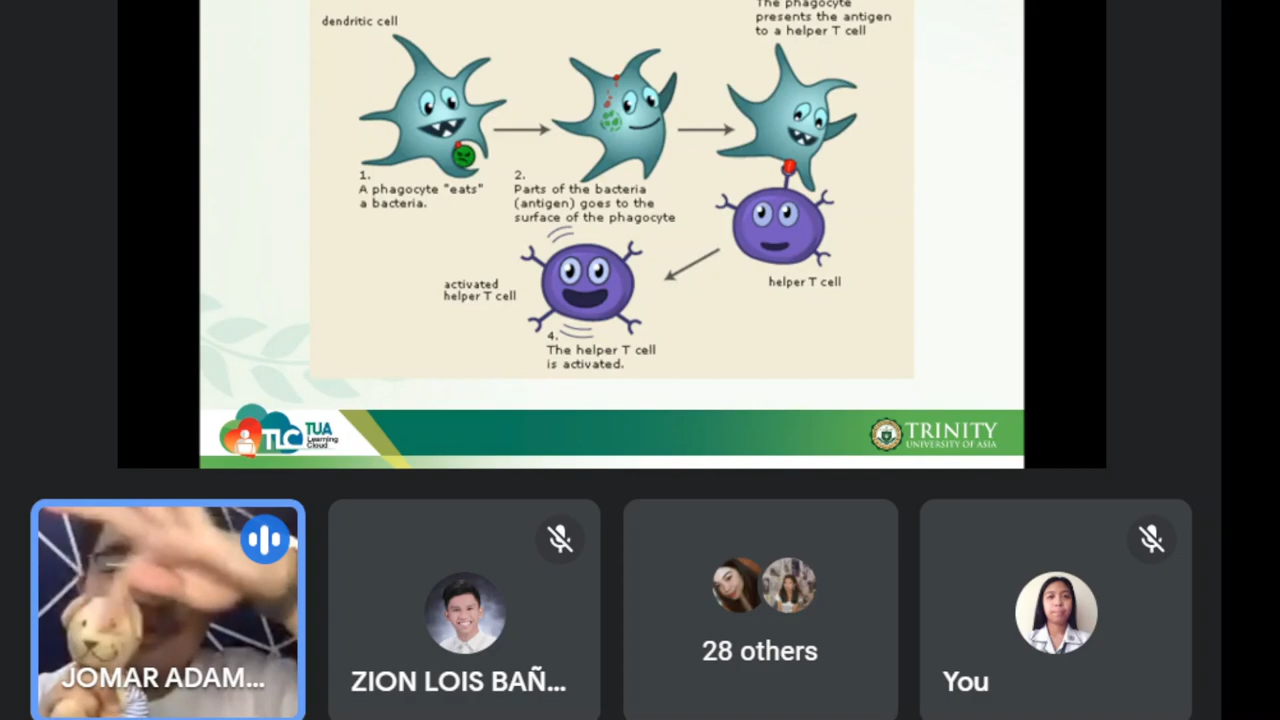 dendritic cell
The phagocyte
presents the antigen
to a helper T cell
1.
A phagocyte "eats"
a bacteria.
2.
Parts of the bacteria
(antigen) goes to the
surface of the phagocyte
activated
helper T cell
helper T cell
4.
The helper T cell
is activated.
TLC TUA
Learning
Cloud
TRINITY
UNIVERSITY OF ASIA
JOMAR ADAM...
ZION LOIS BAÑ...
28 others
You